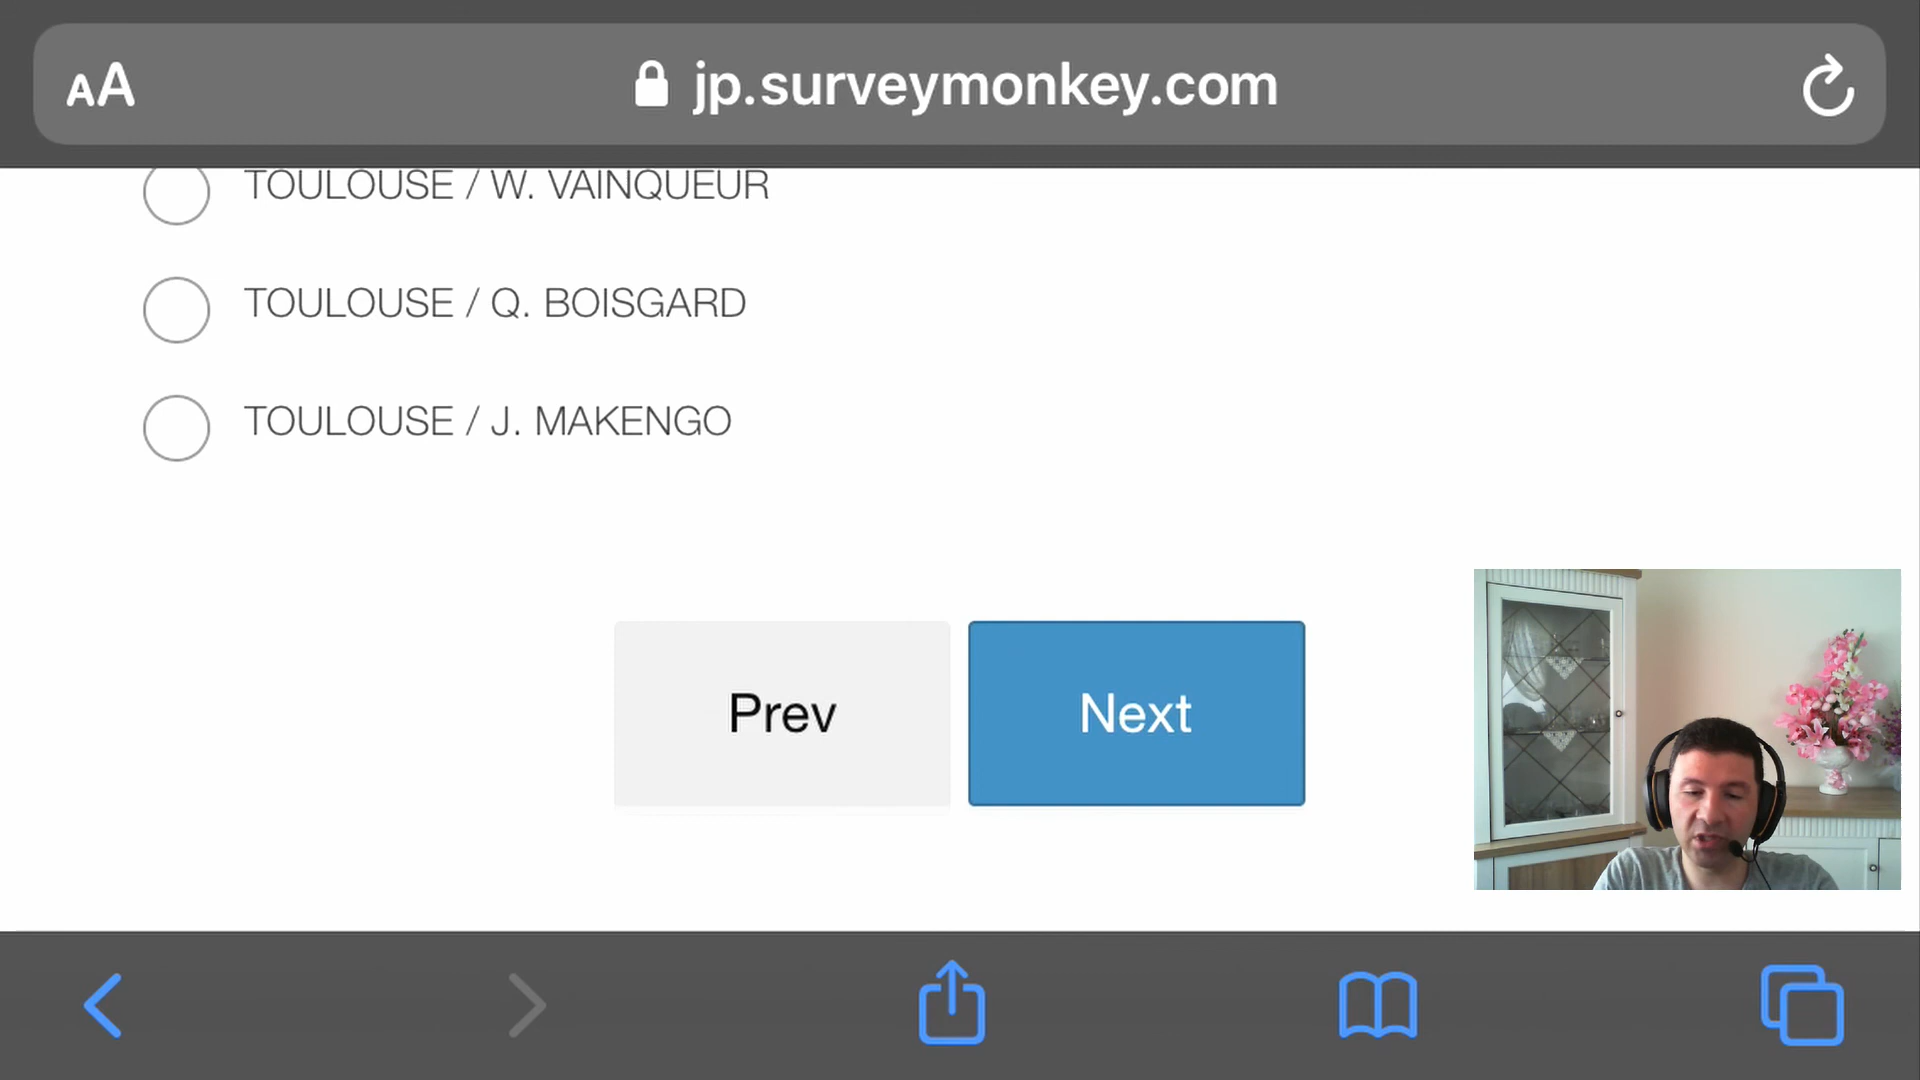 AA
jp.surveymonkey.com
TOULOUSE / W. VAINQUEUR
TOULOUSE / Q. BOISGARD
TOULOUSE / J. MAKENGO
Prev
Next